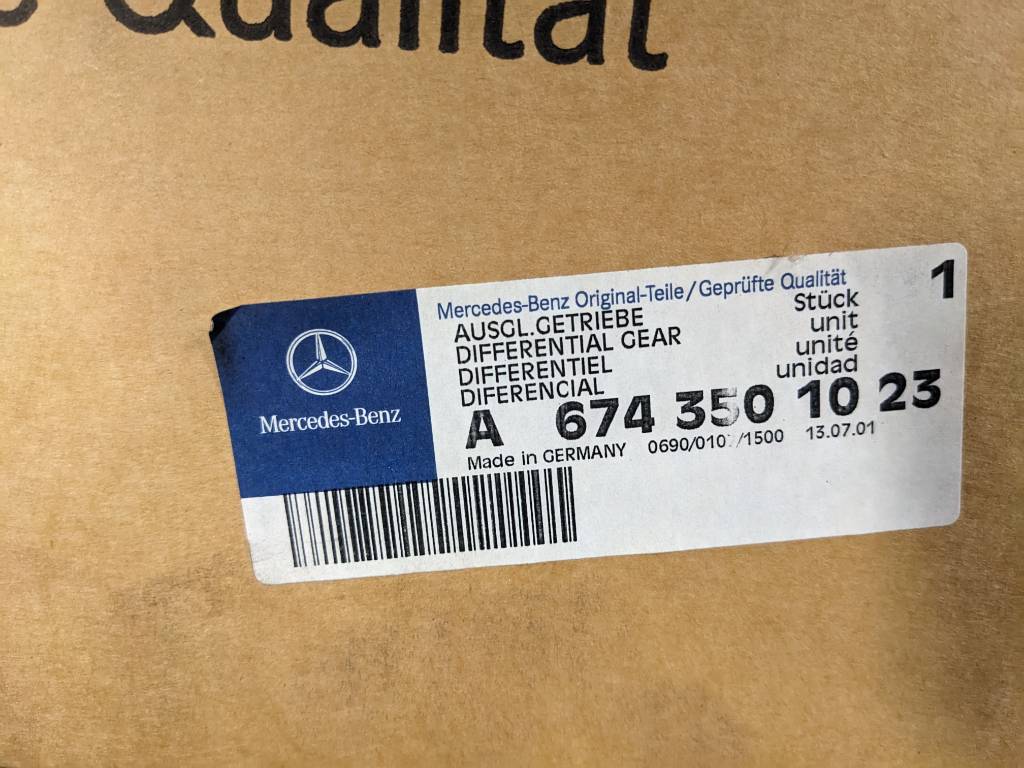 Qualität
Mercedes-Benz Original-Teile/Geprüfte Qualität
1
AUSGL.GETRIEBE Stück
DIFFERENTIAL GEAR unit
DIFFERENTIEL unité
DIFERENCIAL unidad
A 674 350 10 23
Made in GERMANY 13.07.01
Mercedes-Benz